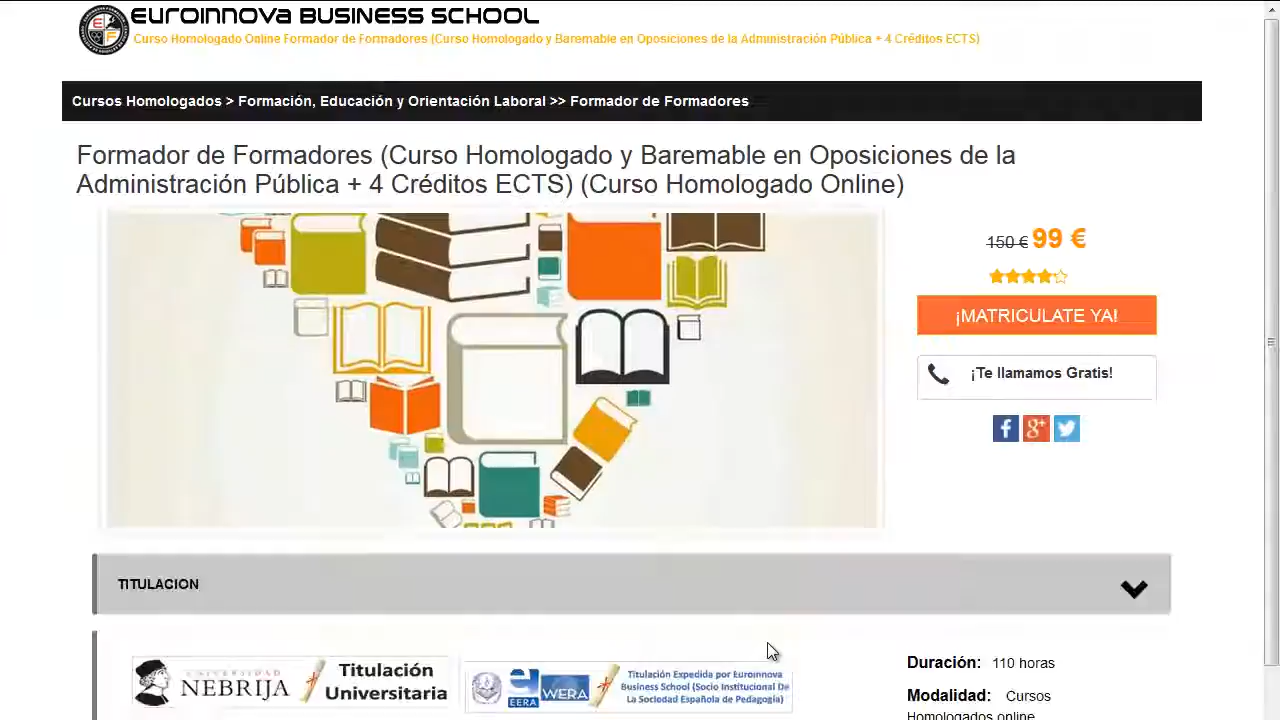 EUROINNOVA BUSINESS SCHOOL
Curso Homologado Online Formador de Formadores (Curso Homologado y Baremable en Oposiciones de la Administración Pública + 4 Créditos ECTS)
Cursos Homologados > Formación, Educación y Orientación Laboral >> Formador de Formadores
Formador de Formadores (Curso Homologado y Baremable en Oposiciones de la
Administración Pública + 4 Créditos ECTS) (Curso Homologado Online)
150 € 99 €
¡MATRICULATE YA!
¡Te llamamos Gratis!
TITULACION
UNIVERSIDAD
NEBRIJA
Titulación
Universitaria
EERA
WERA
Titulación Expedida por Euroinnova
Business School (Socio Institucional De
La Sociedad Española de Pedagogía)
Duración: 110 horas
Modalidad: Cursos
Homologados online